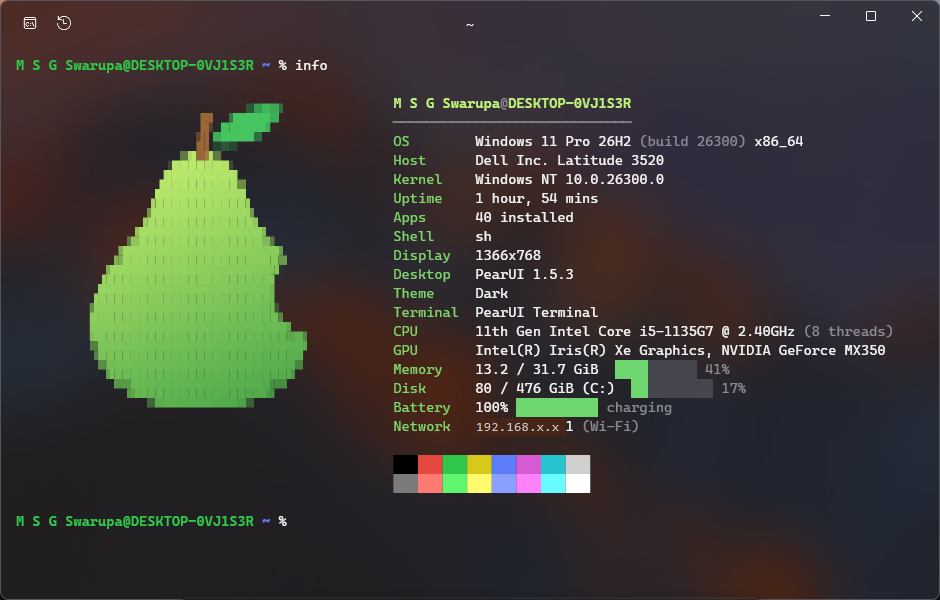 ~
M S G Swarupa@DESKTOP-0VJ1S3R ~ % info
M S G Swarupa@DESKTOP-0VJ1S3R
OS Windows 11 Pro 26H2 (build 26300) x86_64
Host Dell Inc. Latitude 3520
Kernel Windows NT 10.0.26300.0
Uptime 1 hour, 54 mins
Apps 40 installed
Shell sh
Display 1366x768
Desktop PearUI 1.5.3
Theme Dark
Terminal PearUI Terminal
CPU 11th Gen Intel Core i5-1135G7 @ 2.40GHz (8 threads)
GPU Intel(R) Iris(R) Xe Graphics, NVIDIA GeForce MX350
Memory 13.2 / 31.7 GiB 41%
Disk 80 / 476 GiB (C:) 17%
Battery 100% charging
Network 192.168.x.x 1 (Wi-Fi)
M S G Swarupa@DESKTOP-0VJ1S3R ~ %